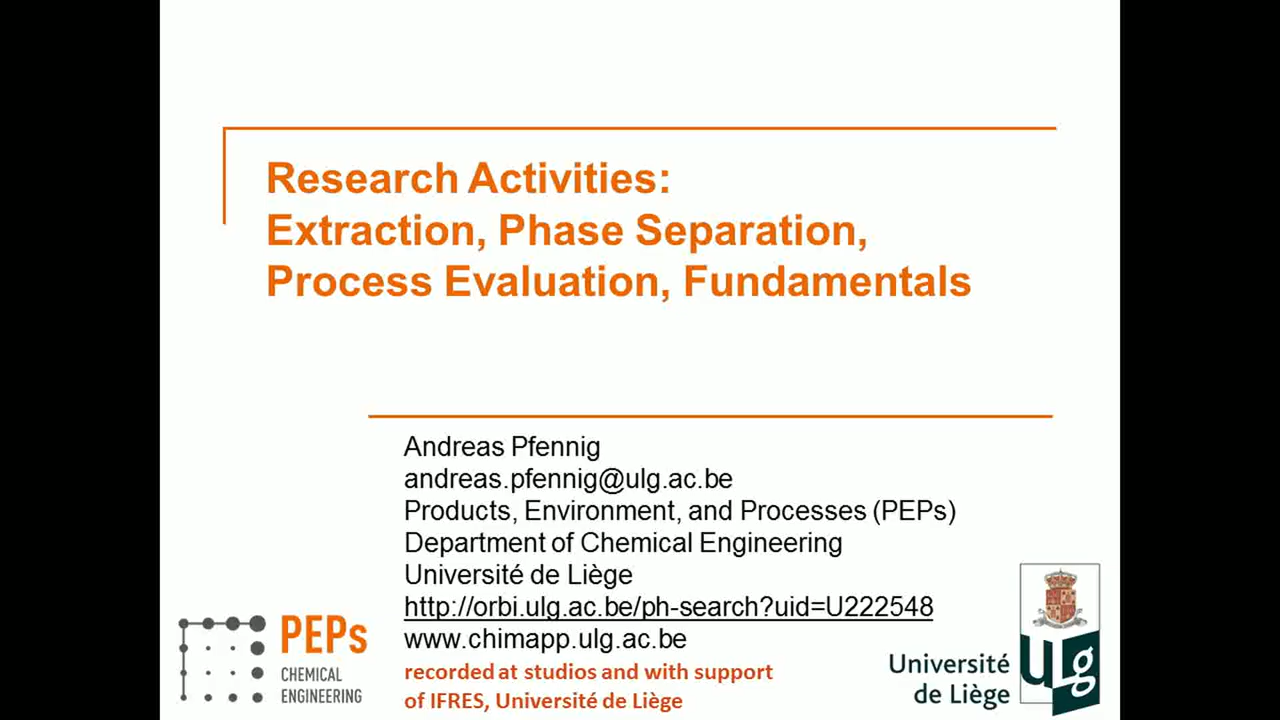 Research Activities:
Extraction, Phase Separation,
Process Evaluation, Fundamentals
Andreas Pfennig
andreas.pfennig@ulg.ac.be
Products, Environment, and Processes (PEPs)
Department of Chemical Engineering
Université de Liège
http://orbi.ulg.ac.be/ph-search?uid=U222548
www.chimapp.ulg.ac.be
recorded at studios and with support
of IFRES, Université de Liège
PEPs
CHEMICAL
ENGINEERING
Université
de Liège
ULg